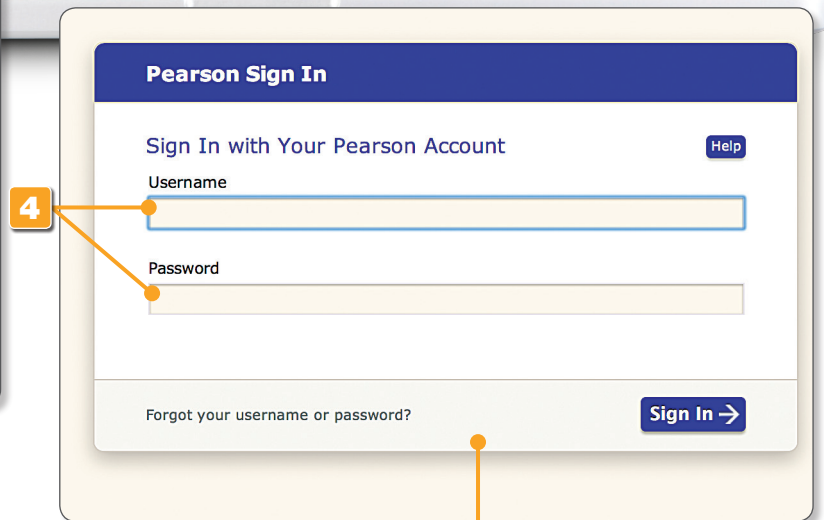 Pearson Sign In
Sign In with Your Pearson Account
Help
Username
4
Password
Forgot your username or password?
Sign In →